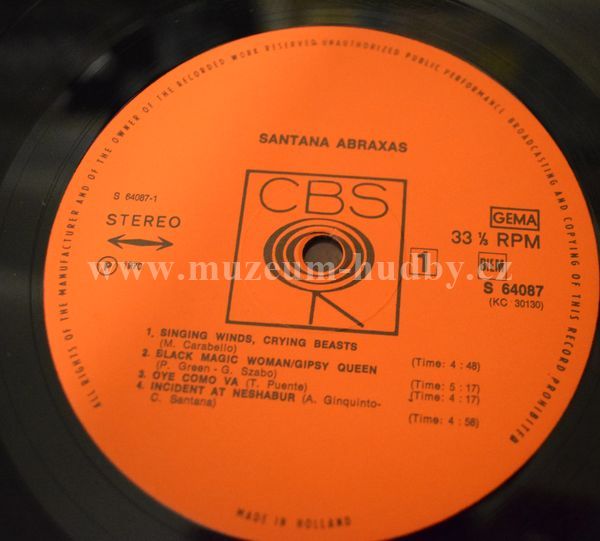 ALL RIGHTS OF THE MANUFACTURER AND OF THE OWNER OF THE RECORDED WORK RESERVED UNAUTHORIZED PUBLIC PERFORMANCE BROADCASTING AND COPYING OF THIS RECORD PROHIBITED
SANTANA ABRAXAS
CBS
S 64087-1
STEREO
GEMA
33 ⅓ RPM
1
BIEM
℗ 1970
S 64087
(KC 30130)
www.muzeum-hudby.cz
1. SINGING WINDS, CRYING BEASTS
(M. Carabello) (Time: 4:48)
2. BLACK MAGIC WOMAN/GIPSY QUEEN
(P. Green - G. Szabo) (Time: 5:17)
3. OYE COMO VA (T. Puente) (Time: 4:17)
4. INCIDENT AT NESHABUR (A. Ginquinto-
C. Santana) (Time: 4:56)
MADE IN HOLLAND